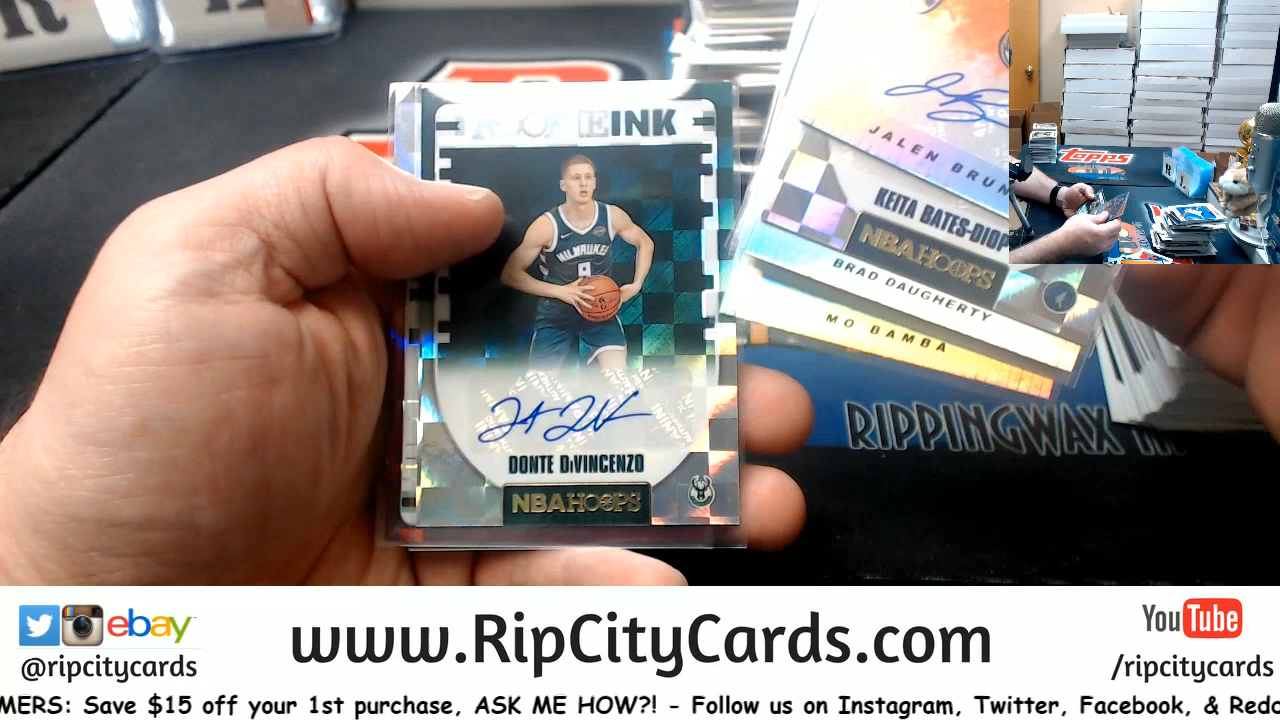 EINK
MILWAUKEE
9
DONTE DiVINCENZO
NBA HOOPS
JALEN BRUN
KEITA BATES-DIOP
NBA HOOPS
BRAD DAUGHERTY
MO BAMBA
RIPPINGWAX
topps
R
ebay
@ripcitycards
www.RipCityCards.com
YouTube
/ripcitycards
MERS: Save $15 off your 1st purchase, ASK ME HOW?! - Follow us on Instagram, Twitter, Facebook, & Redd